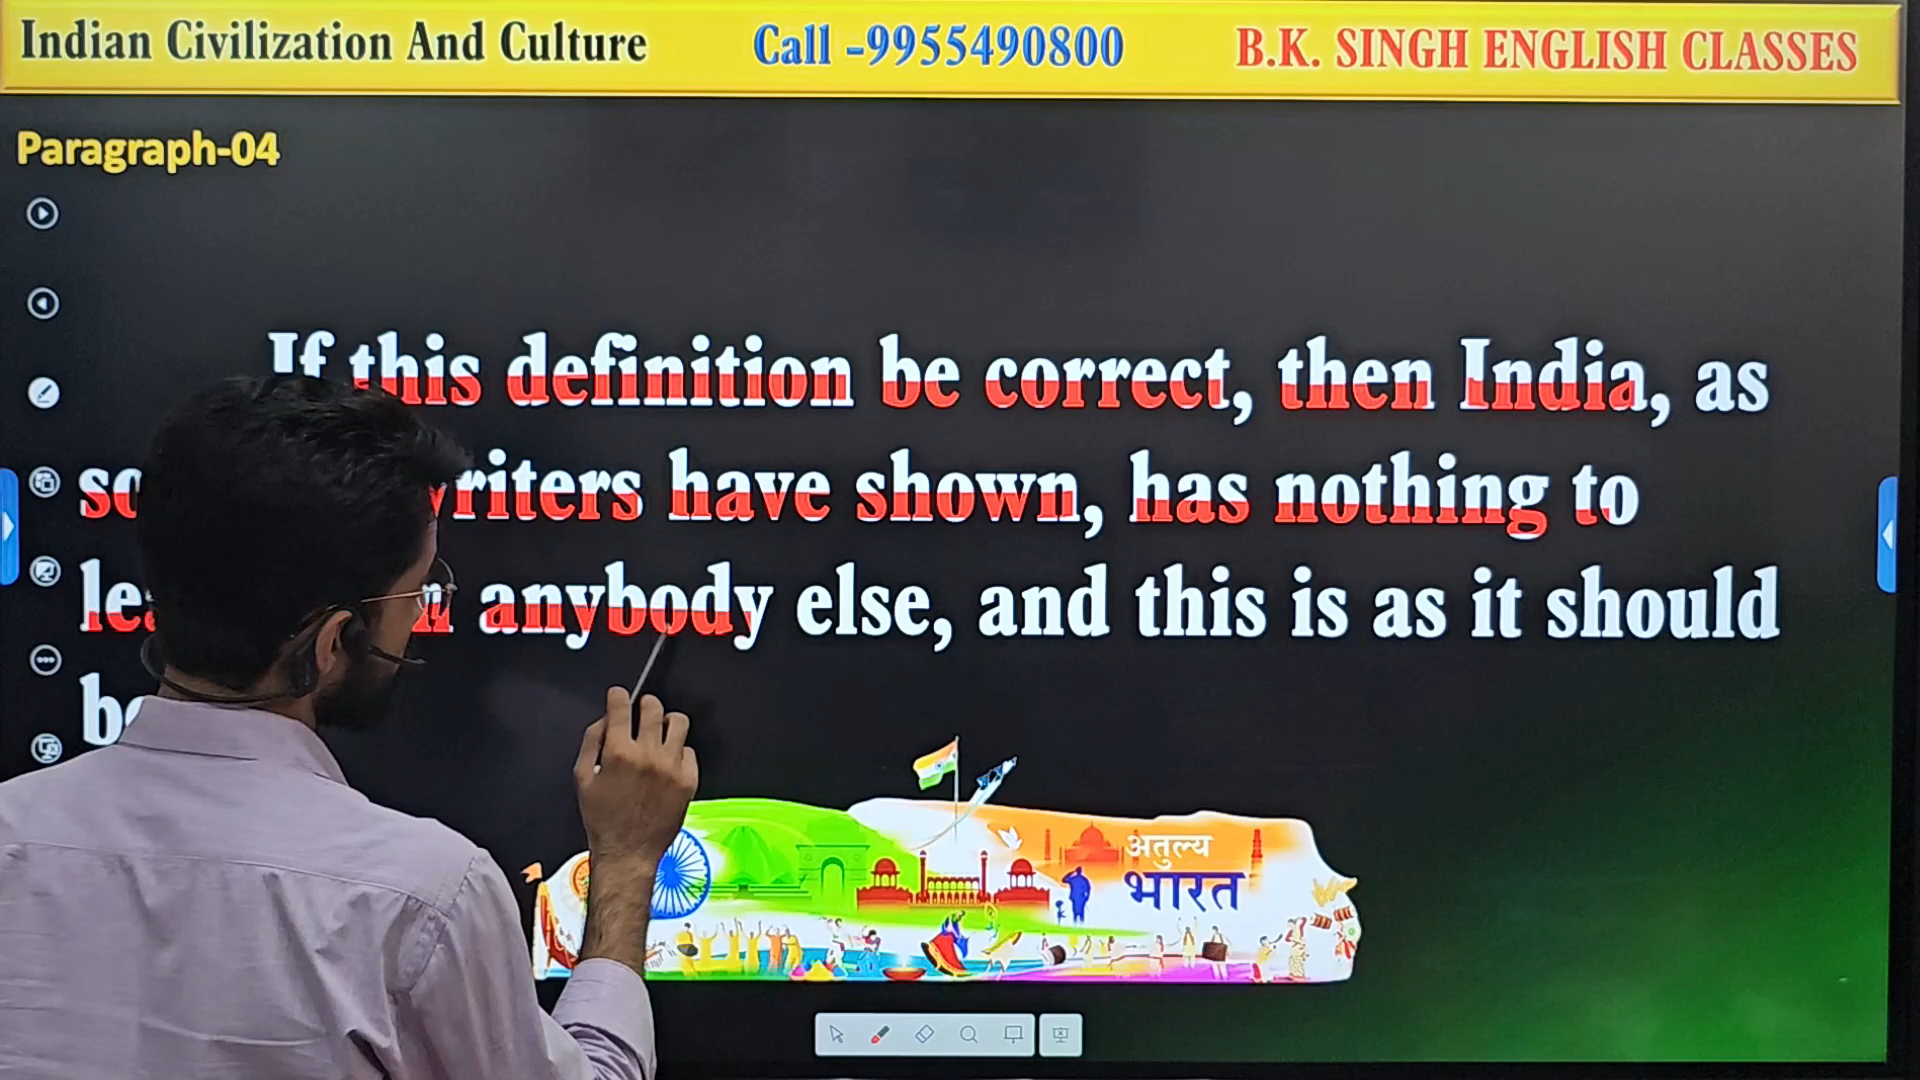 Indian Civilization And Culture Call -9955490800 B.K. SINGH ENGLISH CLASSES
Paragraph-04
If this definition be correct, then India, as
writers have shown, has nothing to
anybody else, and this is as it should
अतुल्य
भारत